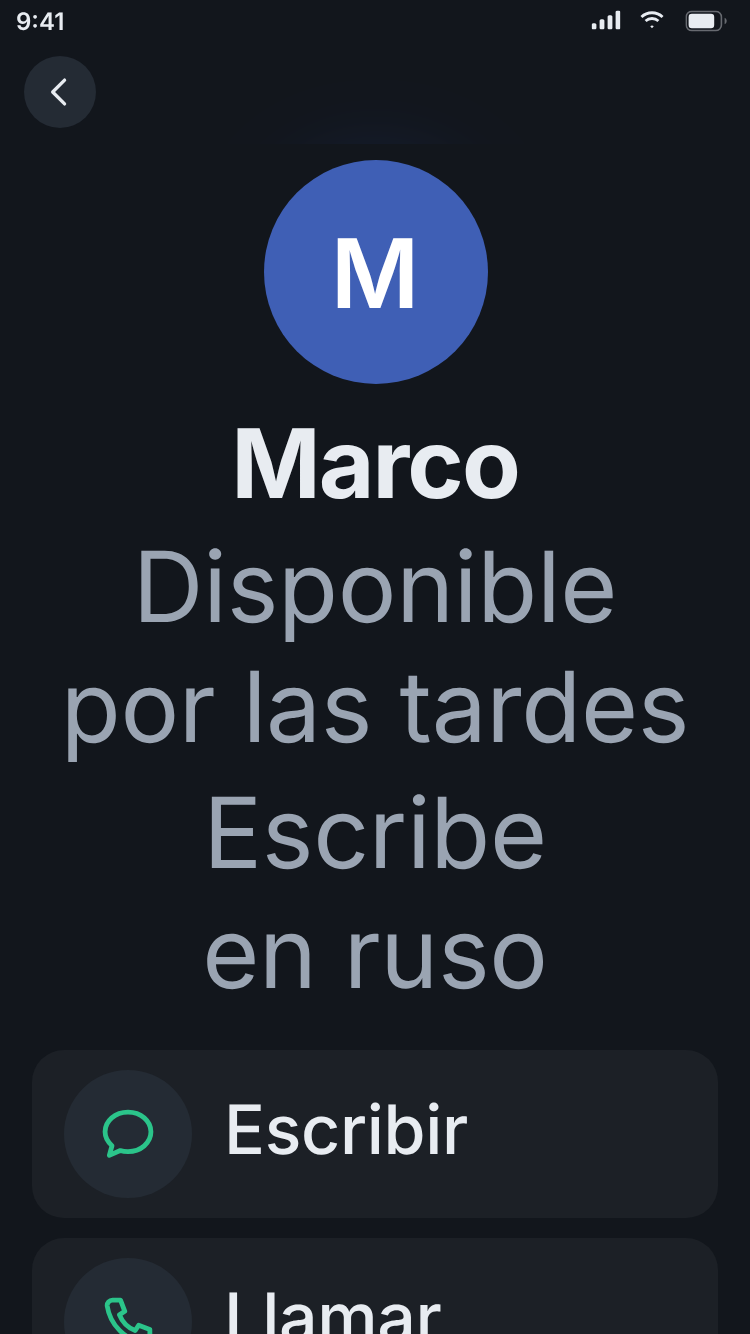 9:41
M
Marco
Disponible
por las tardes
Escribe
en ruso
Escribir
Llamar